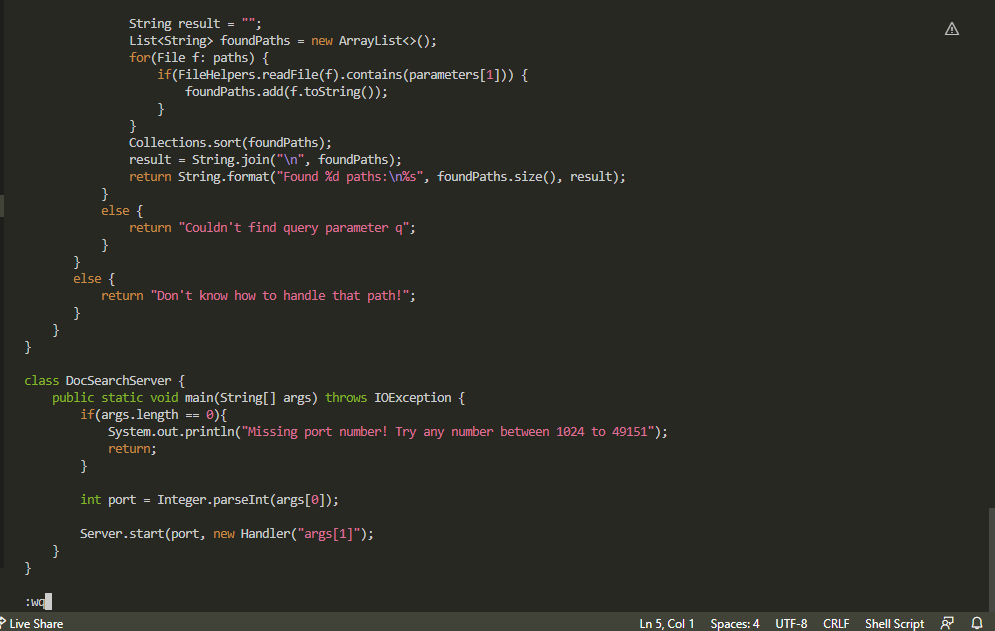 String result = "";
List<String> foundPaths = new ArrayList<>();
for(File f: paths) {
if(FileHelpers.readFile(f).contains(parameters[1])) {
foundPaths.add(f.toString());
}
}
Collections.sort(foundPaths);
result = String.join("\n", foundPaths);
return String.format("Found %d paths:\n%s", foundPaths.size(), result);
}
else {
return "Couldn't find query parameter q";
}
}
else {
return "Don't know how to handle that path!";
}
}
}
class DocSearchServer {
public static void main(String[] args) throws IOException {
if(args.length == 0){
System.out.println("Missing port number! Try any number between 1024 to 49151");
return;
}
int port = Integer.parseInt(args[0]);
Server.start(port, new Handler("args[1]");
}
}
:wq
Live Share Ln 5, Col 1 Spaces: 4 UTF-8 CRLF Shell Script